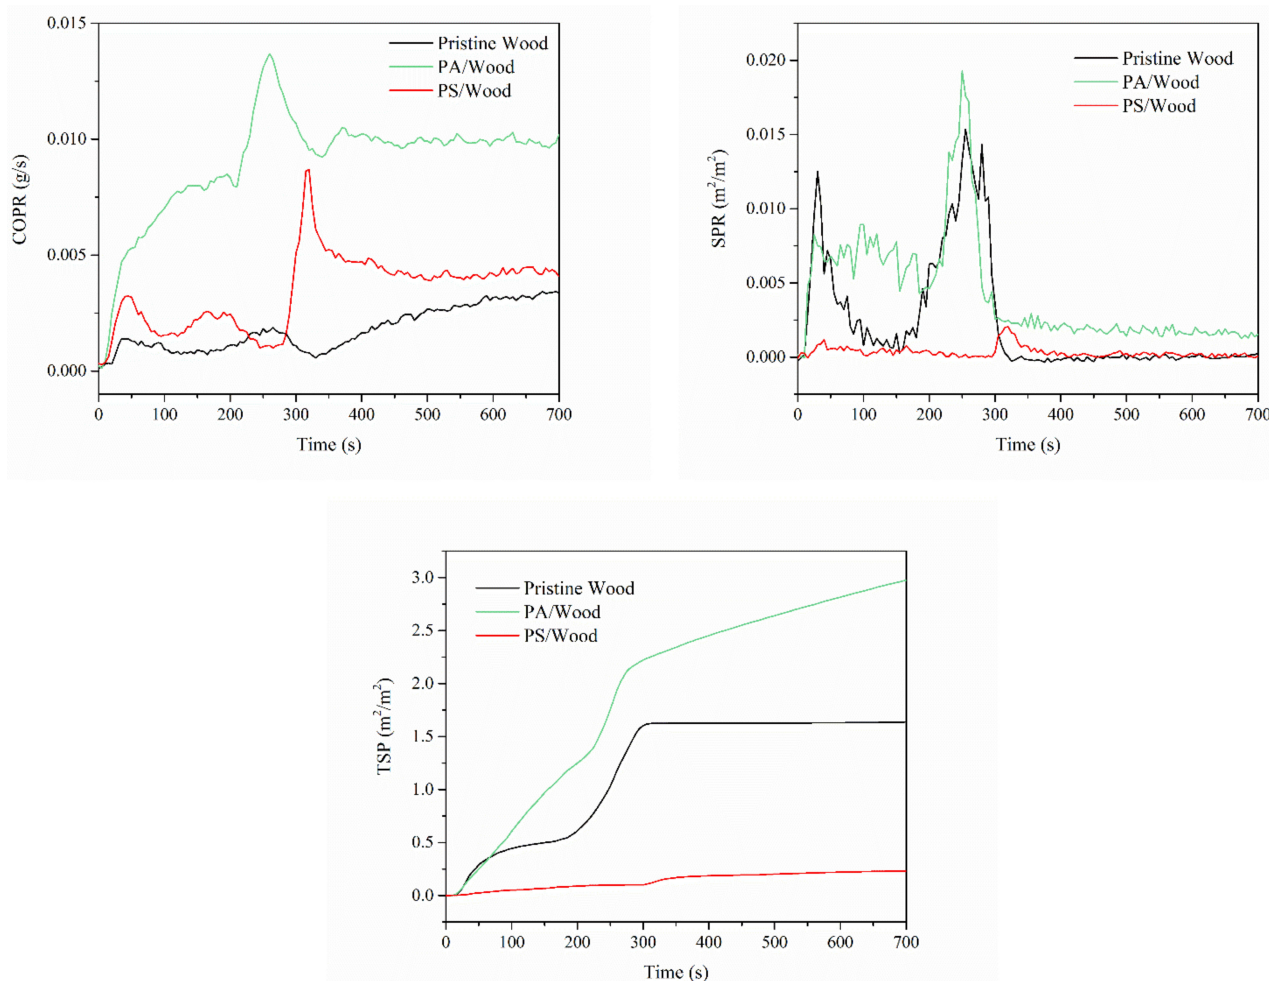 0.015
0.010
0.005
0.000
COPR (g/s)
Pristine Wood
PA/Wood
PS/Wood
0 100 200 300 400 500 600 700
Time (s)
0.020
0.015
0.010
0.005
0.000
SPR (m²/m²)
Pristine Wood
PA/Wood
PS/Wood
0 100 200 300 400 500 600 700
Time (s)
3.0
2.5
2.0
1.5
1.0
0.5
0.0
TSP (m²/m²)
Pristine Wood
PA/Wood
PS/Wood
0 100 200 300 400 500 600 700
Time (s)